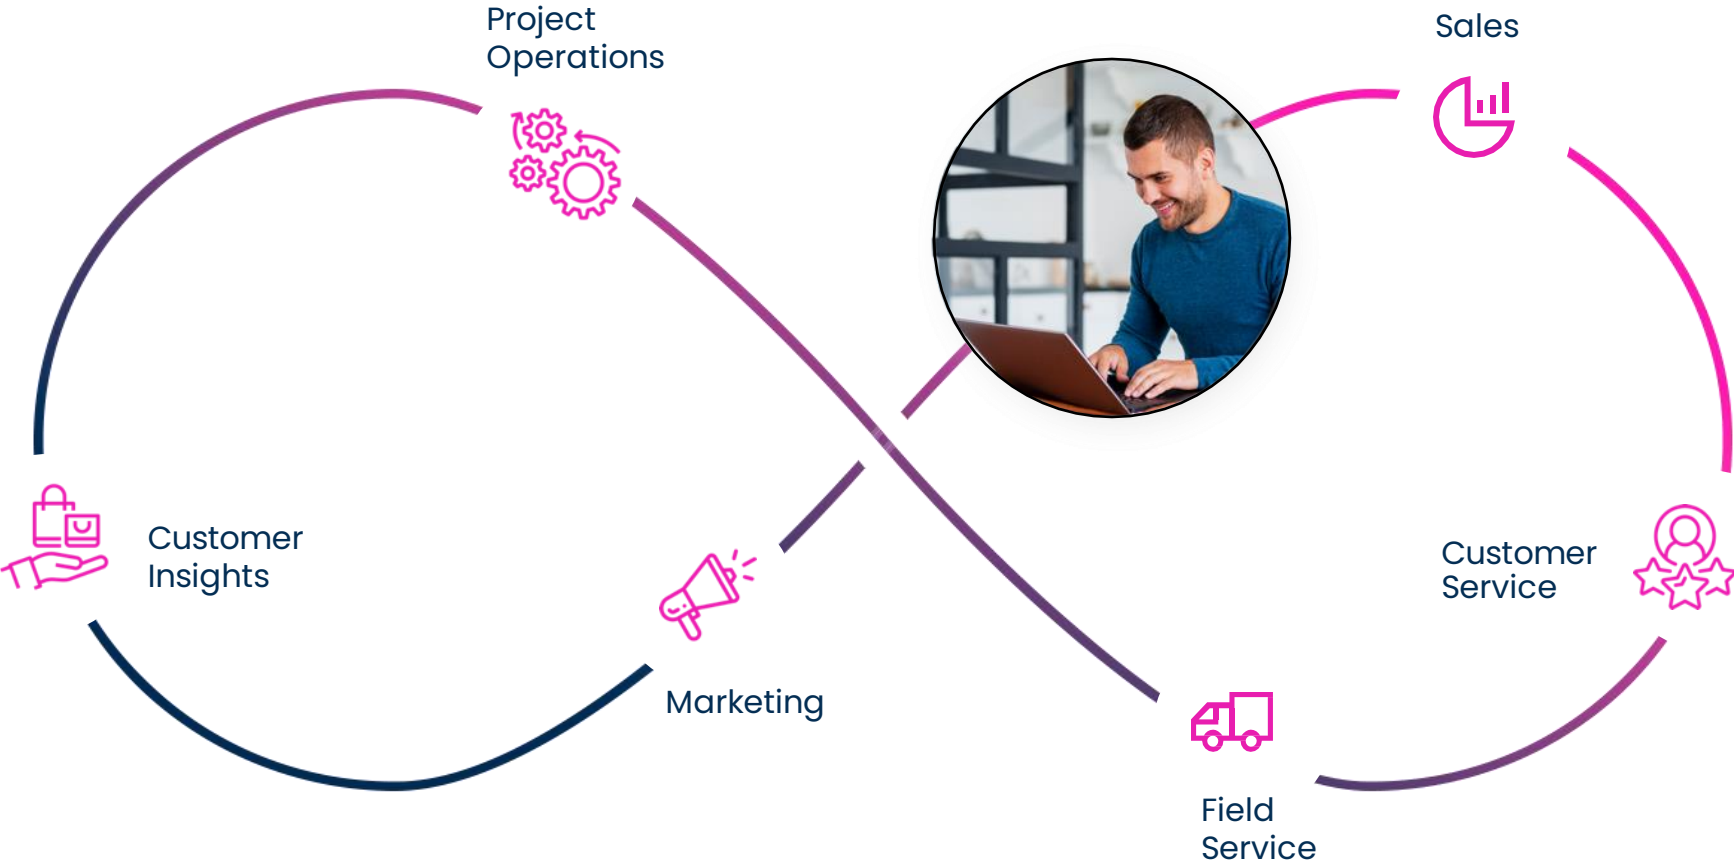 Project
Operations
Sales
Customer
Insights
Customer
Service
Marketing
Field
Service